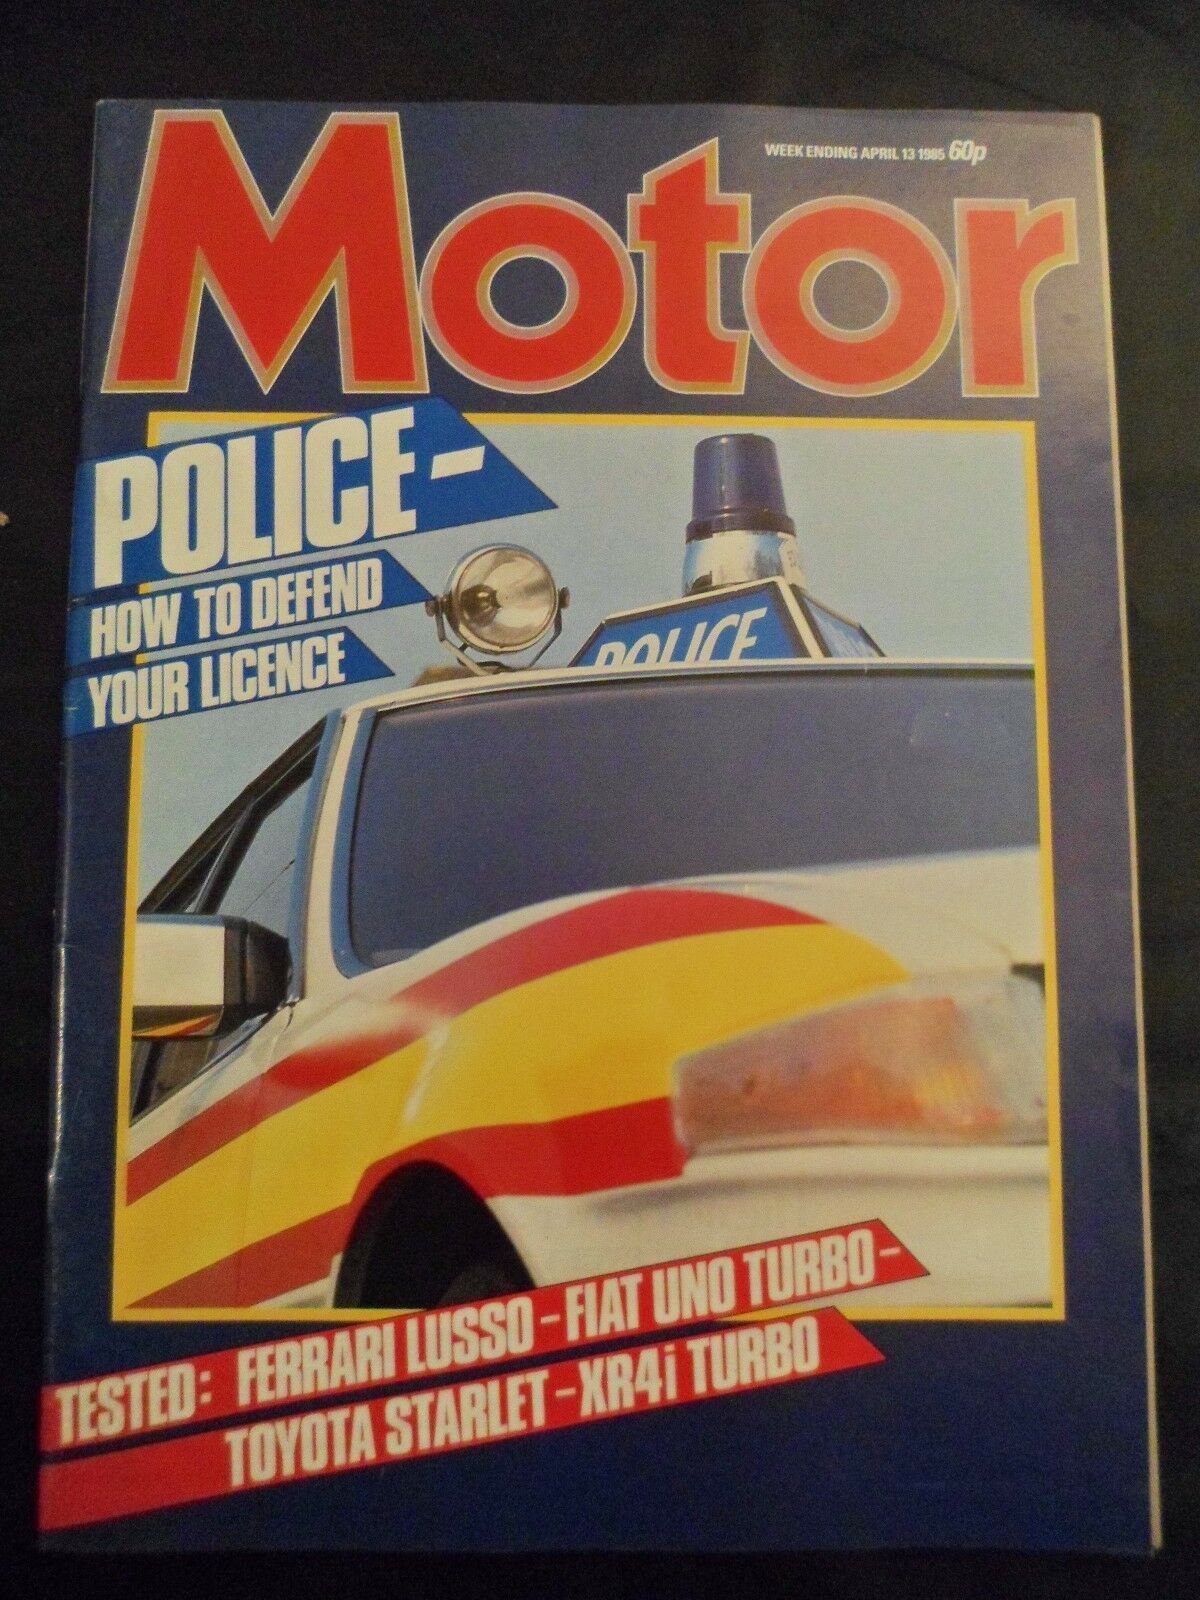 WEEK ENDING APRIL 13 1985 60p
Motor
POLICE-
HOW TO DEFEND
YOUR LICENCE
POLICE
TESTED: FERRARI LUSSO - FIAT UNO TURBO -
TOYOTA STARLET - XR4i TURBO